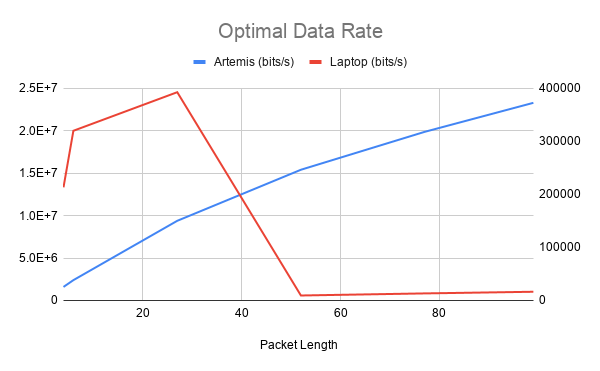 Optimal Data Rate
Artemis (bits/s) Laptop (bits/s)
2.5E+7 400000
2.0E+7 300000
1.5E+7 200000
1.0E+7 100000
5.0E+6 0
0
20 40 60 80
Packet Length